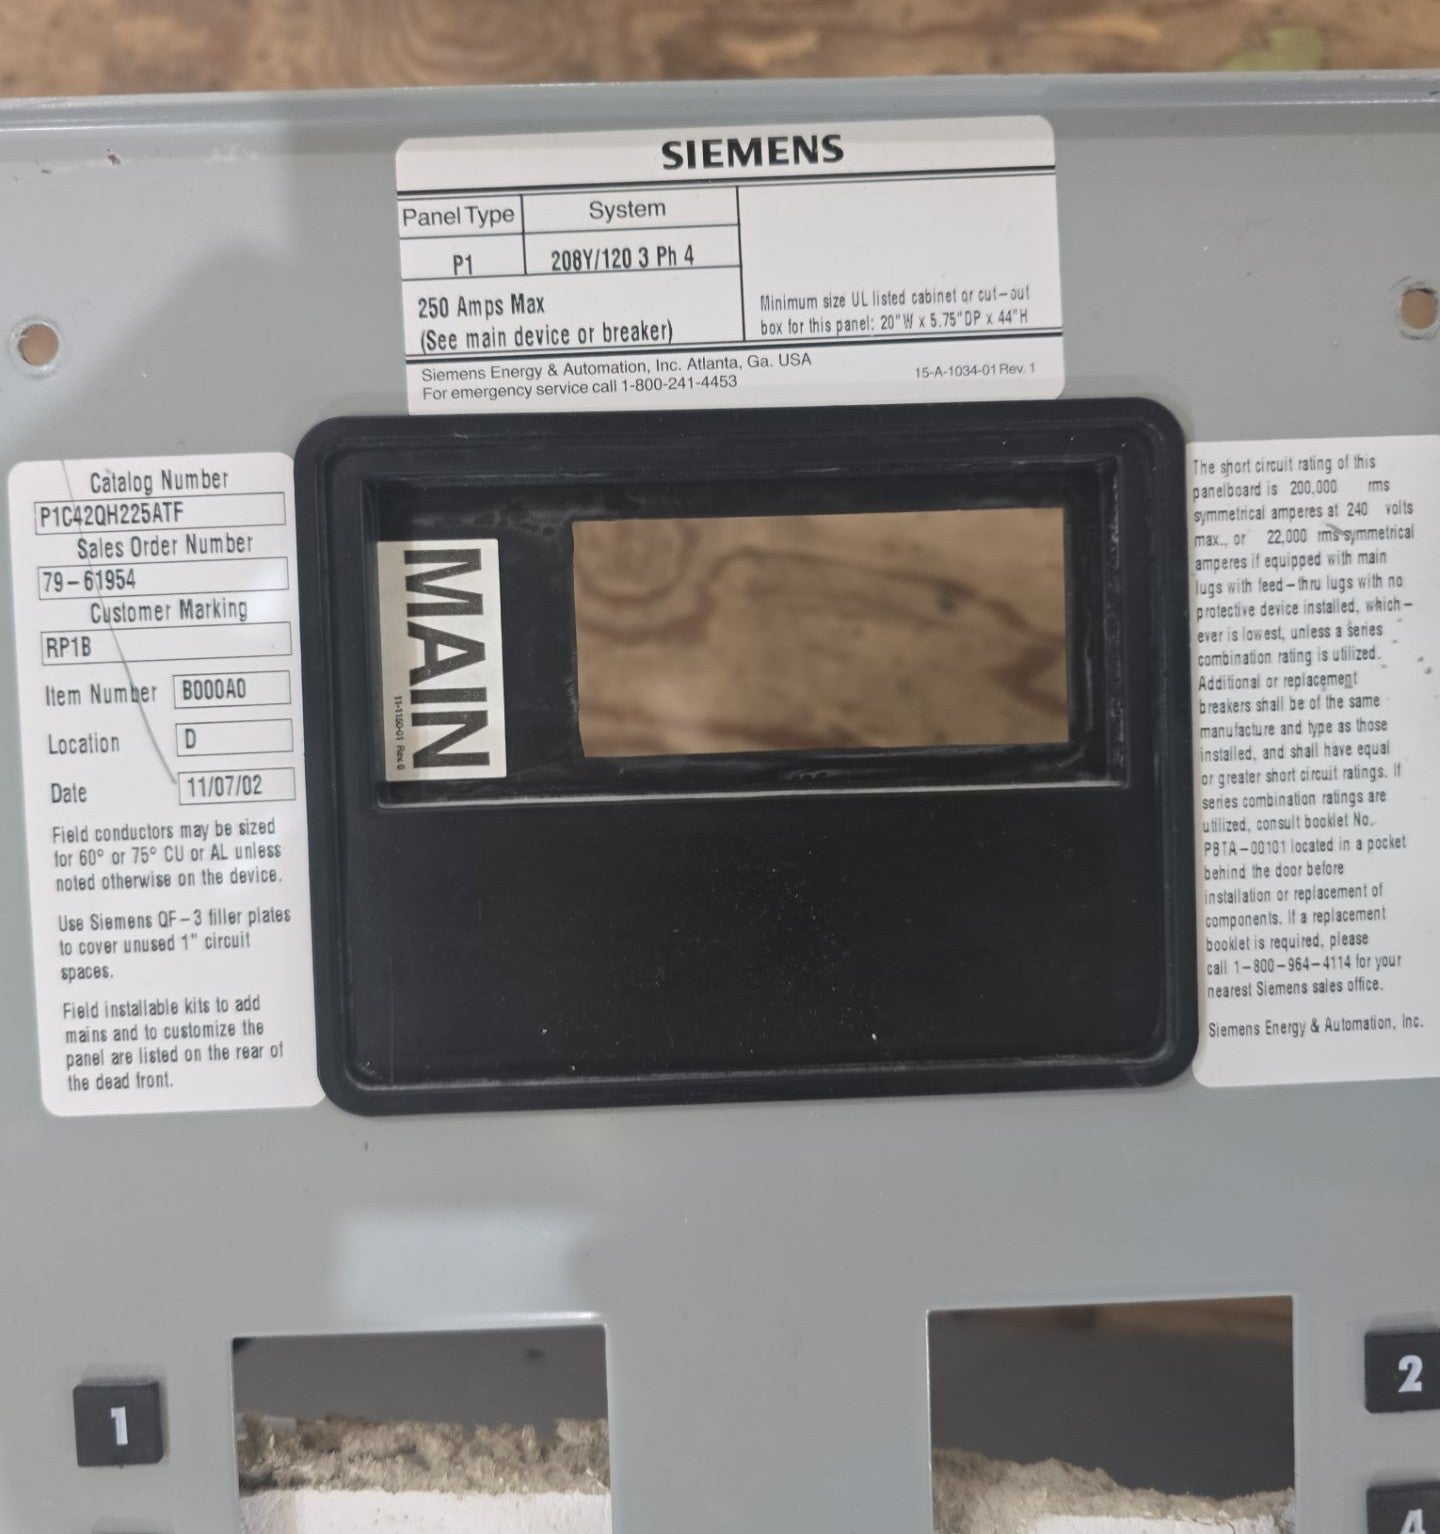 SIEMENS
Panel Type
System
P1
208Y/120 3 Ph 4
250 Amps Max
(See main device or breaker)
Minimum size UL listed cabinet or cut-out
box for this panel: 20"W x 5.75"DP x 44"H
Siemens Energy & Automation, Inc. Atlanta, Ga. USA
For emergency service call 1-800-241-4453
15-A-1034-01 Rev. 1
Catalog Number
P1C42QH225ATF
Sales Order Number
79-61954
Customer Marking
RP1B
Item Number B000A0
Location D
Date 11/07/02
Field conductors may be sized
for 60° or 75° CU or AL unless
noted otherwise on the device.
Use Siemens QF-3 filler plates
to cover unused 1" circuit
spaces.
Field installable kits to add
mains and to customize the
panel are listed on the rear of
the dead front.
MAIN
11-1150-01 Rev. 6
The short circuit rating of this
panelboard is 200,000 rms
symmetrical amperes at 240 volts
max., or 22,000 rms symmetrical
amperes if equipped with main
lugs with feed-thru lugs with no
protective device installed, which-
ever is lowest, unless a series
combination rating is utilized.
Additional or replacement
breakers shall be of the same
manufacture and type as those
installed, and shall have equal
or greater short circuit ratings. If
series combination ratings are
utilized, consult booklet No..
PBTA-00101 located in a pocket
behind the door before
installation or replacement of
components. If a replacement
booklet is required, please
call 1-800-964-4114 for your
nearest Siemens sales office.
Siemens Energy & Automation, Inc.
1
2
4